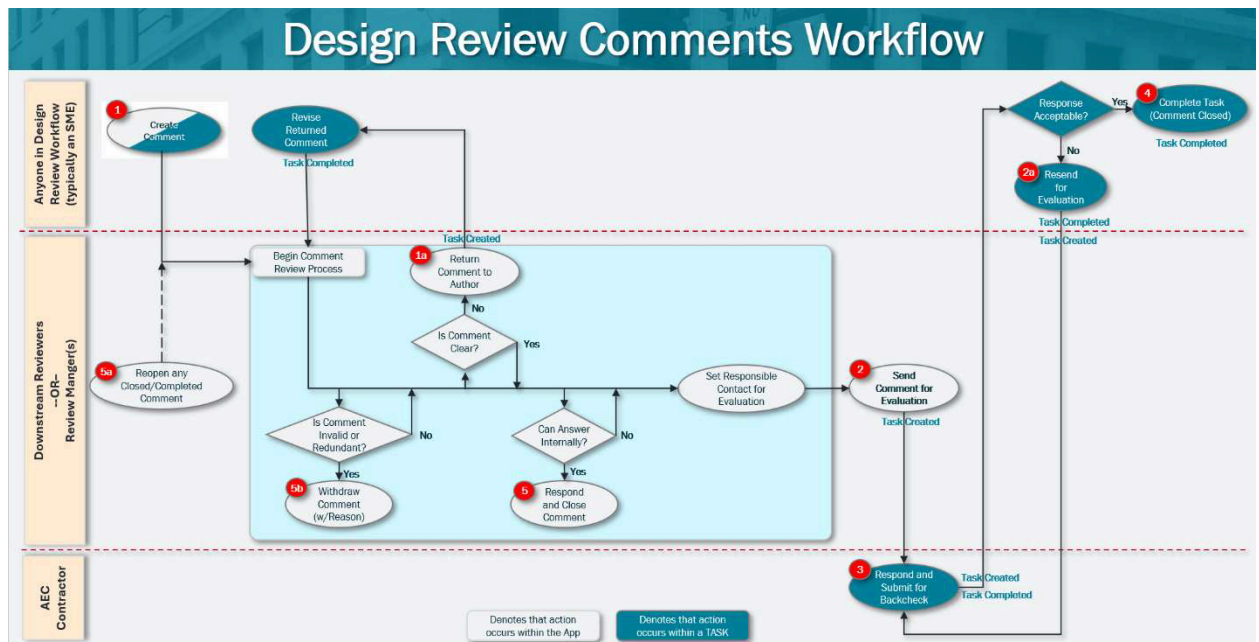 Design Review Comments Workflow
Anyone in Design
Review Workflow
(typically an SME)
1
Create
Comment
Revise
Returned
Comment
Task Completed
Response
Acceptable?
Yes
4
Complete Task
(Comment Closed)
Task Completed
No
2a
Resend
for
Evaluation
Task Completed
Downstream Reviewers
--OR--
Review Manger(s)
Task Created
Task Created
Begin Comment
Review Process
1a
Return
Comment to
Author
No
Is Comment
Clear?
Yes
5a
Reopen any
Closed/Completed
Comment
Set Responsible
Contact for
Evaluation
2
Send
Comment for
Evaluation
Task Created
Is Comment
Invalid or
Redundant?
No
Can Answer
Internally?
No
Yes
Yes
5b
Withdraw
Comment
(w/Reason)
5
Respond
and Close
Comment
AEC
Contractor
3
Respond and
Submit for
Backcheck
Task Created
Task Completed
Denotes that action
occurs within the App
Denotes that action
occurs within a TASK